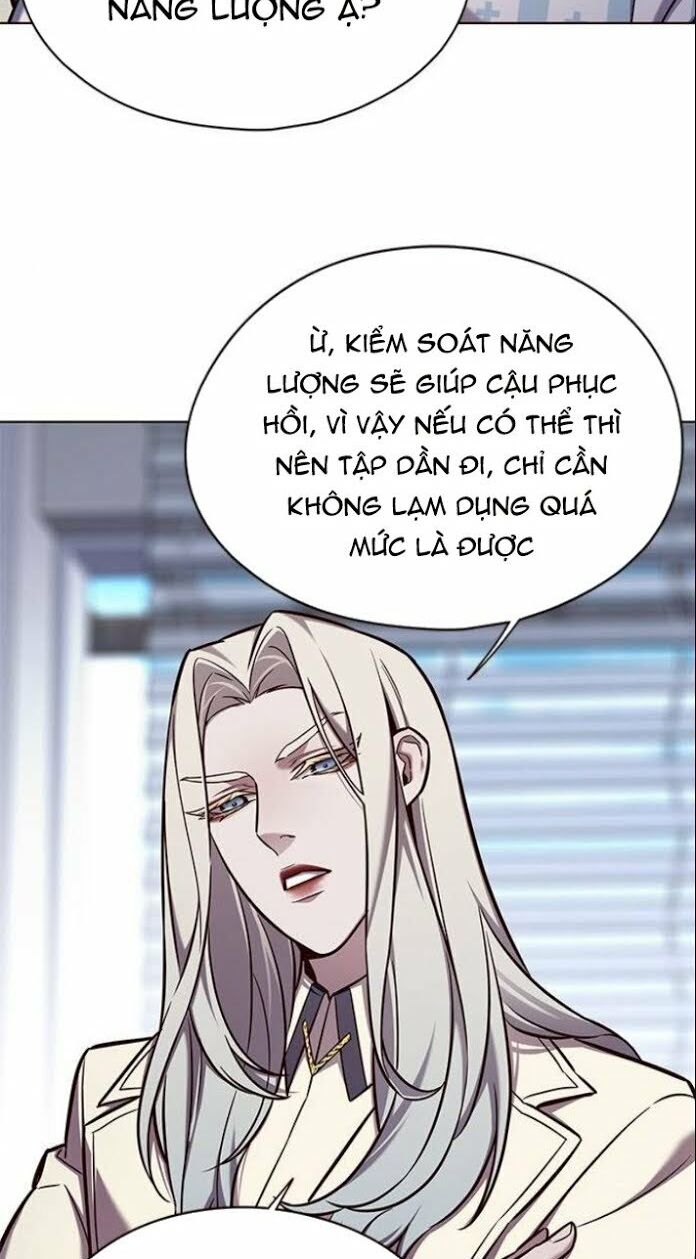 NĂNG LƯỢNG Ạ?
Ừ, KIỂM SOÁT NĂNG
LƯỢNG SẼ GIÚP CẬU PHỤC
HỒI, VÌ VẬY NẾU CÓ THỂ THÌ
NÊN TẬP DẦN ĐI, CHỈ CẦN
KHÔNG LẠM DỤNG QUÁ
MỨC LÀ ĐƯỢC